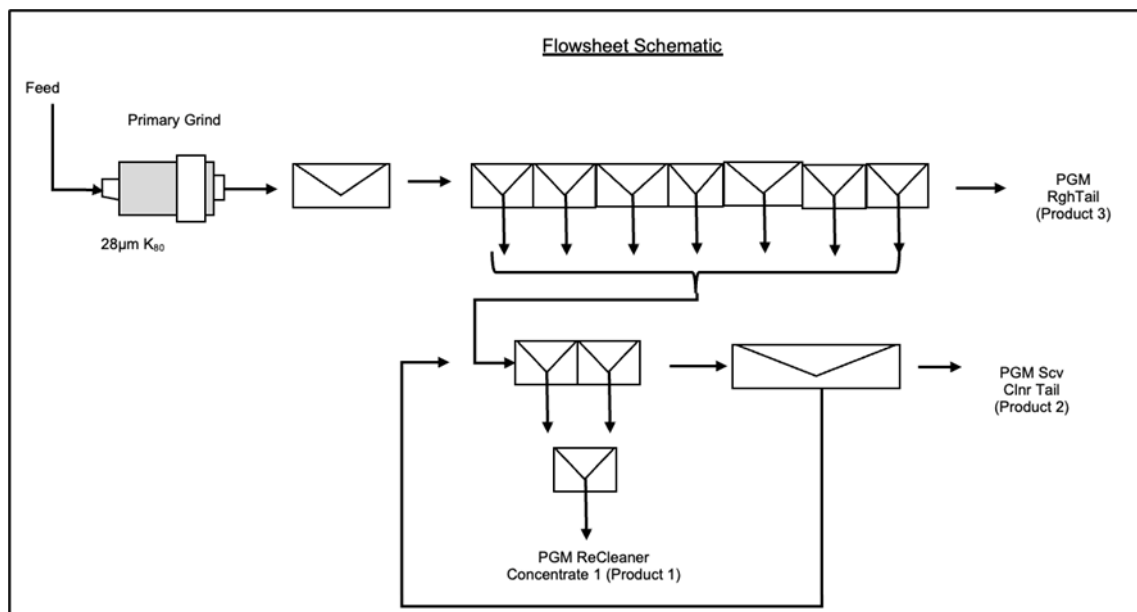 Flowsheet Schematic
Feed
Primary Grind
28µm K₈₀
PGM
RghTail
(Product 3)
PGM Scv
Clnr Tail
(Product 2)
PGM ReCleaner
Concentrate 1 (Product 1)